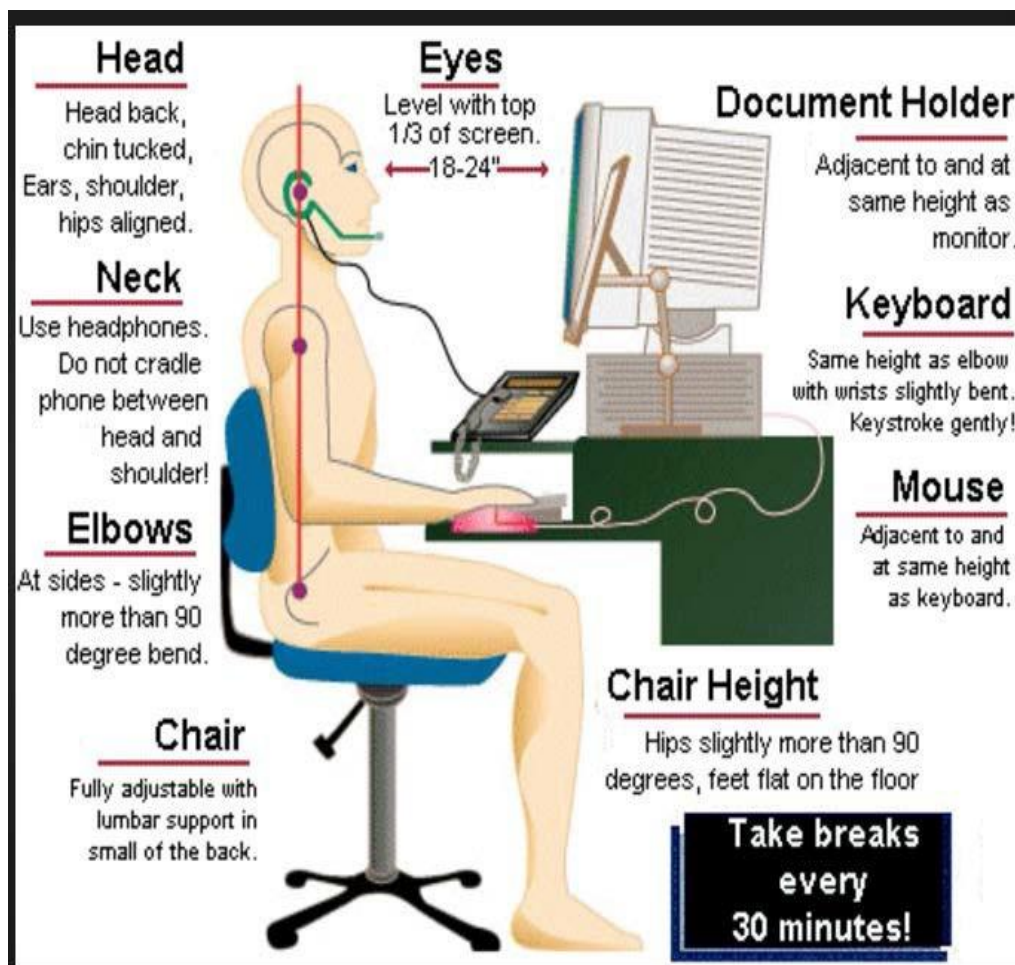 Head
Head back,
chin tucked,
Ears, shoulder,
hips aligned.
Neck
Use headphones.
Do not cradle
phone between
head and
shoulder!
Elbows
At sides - slightly
more than 90
degree bend.
Chair
Fully adjustable with
lumbar support in
small of the back.
Eyes
Level with top
1/3 of screen.
18-24"
Document Holder
Adjacent to and at
same height as
monitor.
Keyboard
Same height as elbow
with wrists slightly bent.
Keystroke gently!
Mouse
Adjacent to and
at same height
as keyboard.
Chair Height
Hips slightly more than 90
degrees, feet flat on the floor
Take breaks
every
30 minutes!